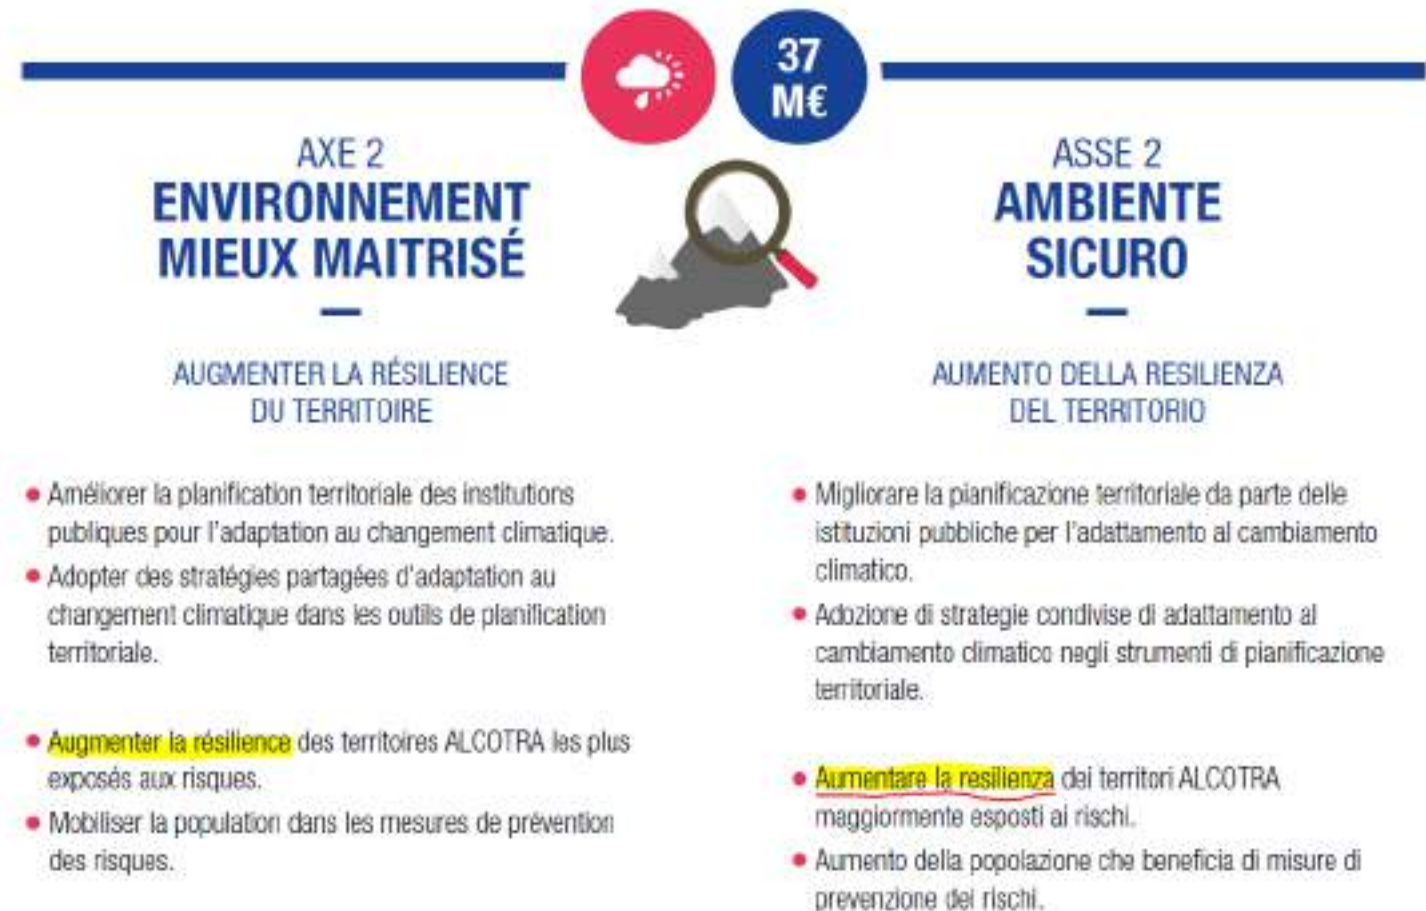 37
M€
AXE 2
ENVIRONNEMENT
MIEUX MAITRISÉ
AUGMENTER LA RÉSILIENCE
DU TERRITOIRE
Améliorer la planification territoriale des institutions
publiques pour l'adaptation au changement climatique.
Adopter des stratégies partagées d'adaptation au
changement climatique dans les outils de planification
territoriale.
Augmenter la résilience des territoires ALCOTRA les plus
exposés aux risques.
Mobiliser la population dans les mesures de prévention
des risques.
ASSE 2
AMBIENTE
SICURO
AUMENTO DELLA RESILIENZA
DEL TERRITORIO
Migliorare la pianificazione territoriale da parte delle
istituzioni pubbliche per l'adattamento al cambiamento
climatico.
Adozione di strategie condivise di adattamento al
cambiamento climatico negli strumenti di pianificazione
territoriale.
Aumentare la resilienza dei territori ALCOTRA
maggiormente esposti ai rischi.
Aumento della popolazione che beneficia di misure di
prevenzione dei rischi.